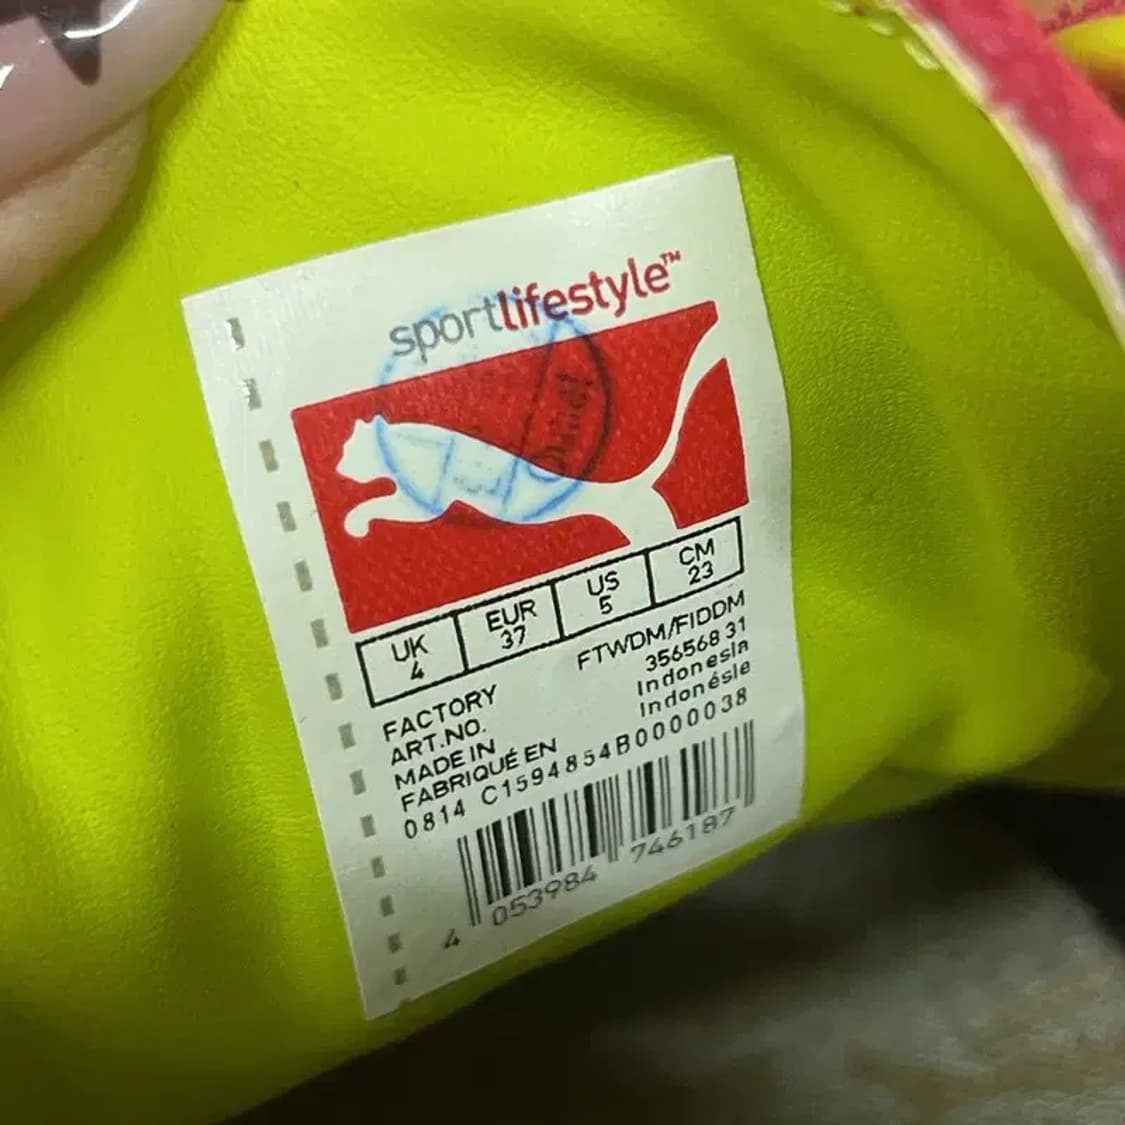 sportlifestyle™
UK EUR US CM
4 37 5 23
FACTORY FTWDM/FIDDM
ART.NO. 356568 31
MADE IN Indonesia
FABRIQUÉ EN Indonésie
0814 C1594854B0000038
4 053984 746187